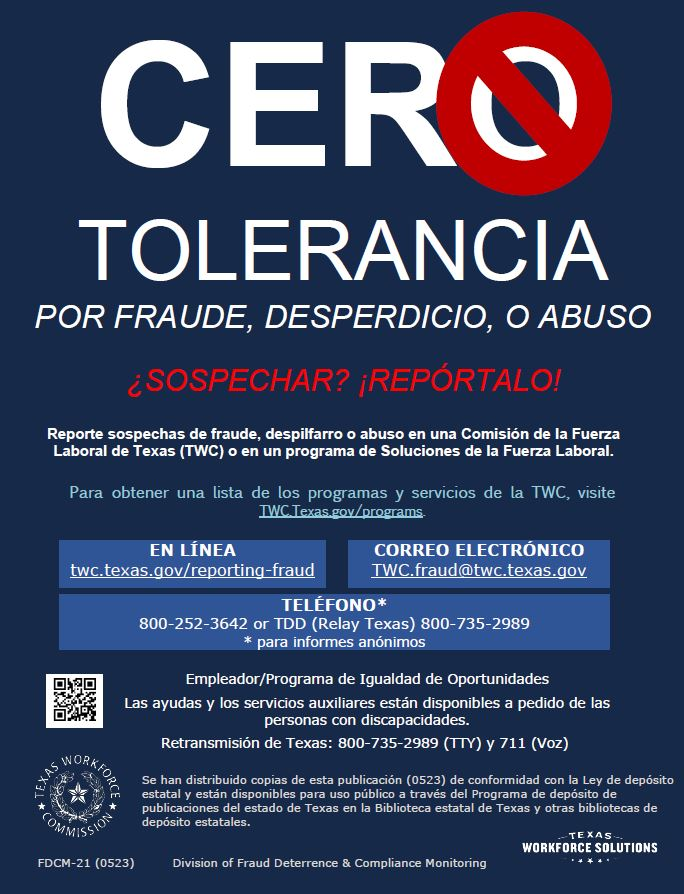 CERO
TOLERANCIA
POR FRAUDE, DESPERDICIO, O ABUSO
¿SOSPECHAR? ¡REPÓRTALO!
Reporte sospechas de fraude, despilfarro o abuso en una Comisión de la Fuerza
Laboral de Texas (TWC) o en un programa de Soluciones de la Fuerza Laboral.
Para obtener una lista de los programas y servicios de la TWC, visite
TWC.Texas.gov/programs.
EN LÍNEA
twc.texas.gov/reporting-fraud
CORREO ELECTRÓNICO
TWC.fraud@twc.texas.gov
TELÉFONO*
800-252-3642 or TDD (Relay Texas) 800-735-2989
* para informes anónimos
Empleador/Programa de Igualdad de Oportunidades
Las ayudas y los servicios auxiliares están disponibles a pedido de las
personas con discapacidades.
Retransmisión de Texas: 800-735-2989 (TTY) y 711 (Voz)
TEXAS WORKFORCE
COMMISSION
Se han distribuido copias de esta publicación (0523) de conformidad con la Ley de depósito
estatal y están disponibles para uso público a través del Programa de depósito de
publicaciones del estado de Texas en la Biblioteca estatal de Texas y otras bibliotecas de
depósito estatales.
TEXAS
WORKFORCE SOLUTIONS
FDCM-21 (0523) Division of Fraud Deterrence & Compliance Monitoring